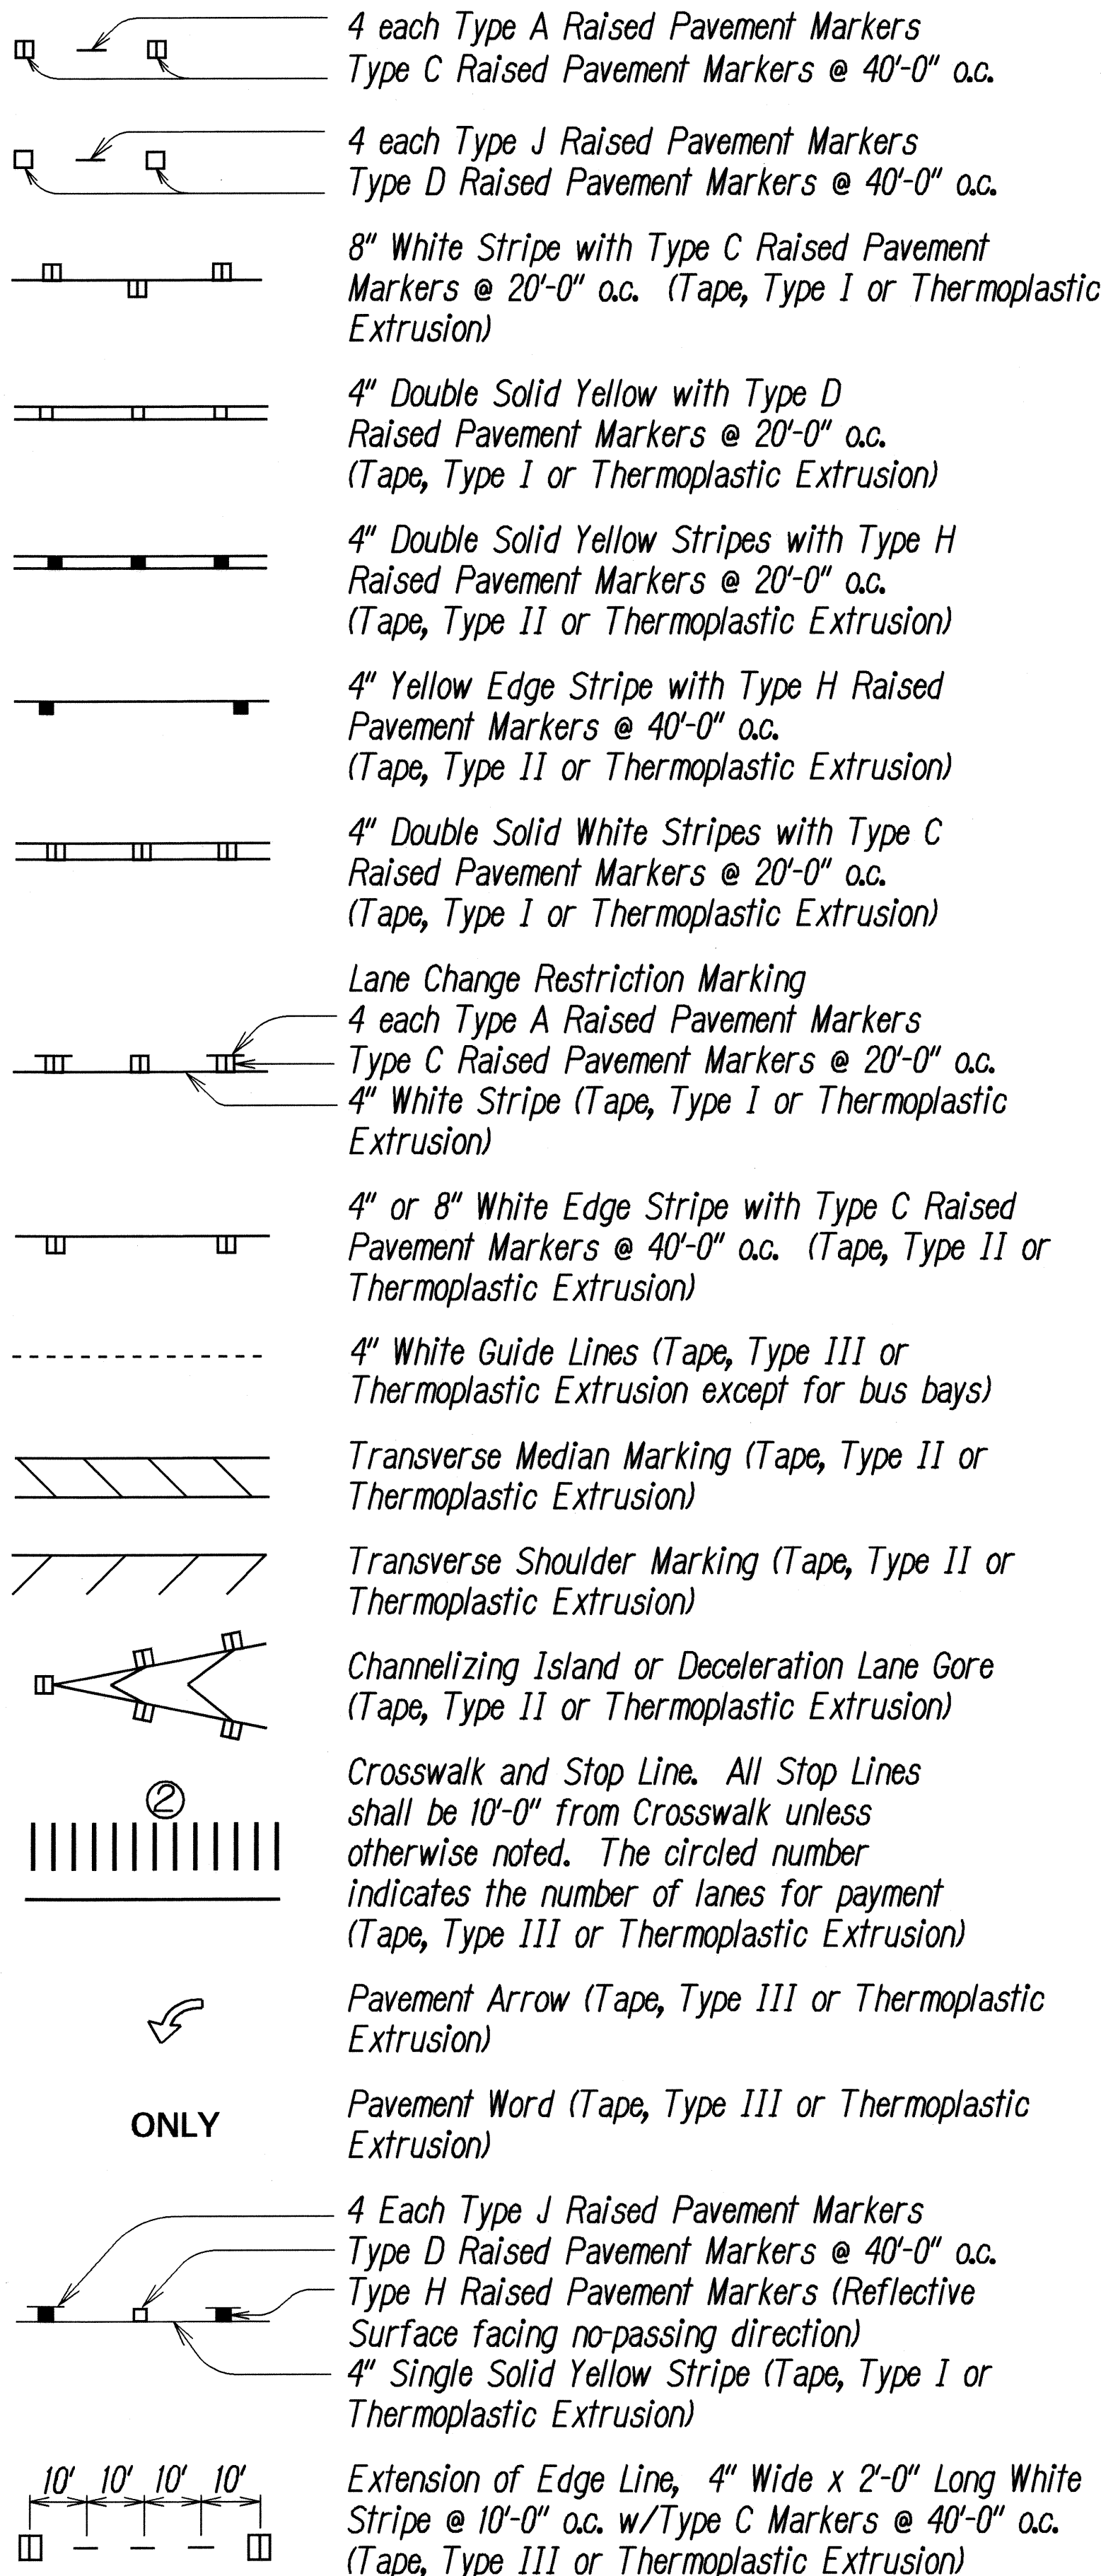 4 each Type A Raised Pavement Markers
Type C Raised Pavement Markers @ 40'-0" o.c.
4 each Type J Raised Pavement Markers
Type D Raised Pavement Markers @ 40'-0" o.c.
8" White Stripe with Type C Raised Pavement
Markers @ 20'-0" o.c. (Tape, Type I or Thermoplastic
Extrusion)
4" Double Solid Yellow with Type D
Raised Pavement Markers @ 20'-0" o.c.
(Tape, Type I or Thermoplastic Extrusion)
4" Double Solid Yellow Stripes with Type H
Raised Pavement Markers @ 20'-0" o.c.
(Tape, Type II or Thermoplastic Extrusion)
4" Yellow Edge Stripe with Type H Raised
Pavement Markers @ 40'-0" o.c.
(Tape, Type II or Thermoplastic Extrusion)
4" Double Solid White Stripes with Type C
Raised Pavement Markers @ 20'-0" o.c.
(Tape, Type I or Thermoplastic Extrusion)
Lane Change Restriction Marking
4 each Type A Raised Pavement Markers
Type C Raised Pavement Markers @ 20'-0" o.c.
4" White Stripe (Tape, Type I or Thermoplastic
Extrusion)
4" or 8" White Edge Stripe with Type C Raised
Pavement Markers @ 40'-0" o.c. (Tape, Type II or
Thermoplastic Extrusion)
4" White Guide Lines (Tape, Type III or
Thermoplastic Extrusion except for bus bays)
Transverse Median Marking (Tape, Type II or
Thermoplastic Extrusion)
Transverse Shoulder Marking (Tape, Type II or
Thermoplastic Extrusion)
Channelizing Island or Deceleration Lane Gore
(Tape, Type II or Thermoplastic Extrusion)
2
Crosswalk and Stop Line. All Stop Lines
shall be 10'-0" from Crosswalk unless
otherwise noted. The circled number
indicates the number of lanes for payment
(Tape, Type III or Thermoplastic Extrusion)
Pavement Arrow (Tape, Type III or Thermoplastic
Extrusion)
ONLY
Pavement Word (Tape, Type III or Thermoplastic
Extrusion)
4 Each Type J Raised Pavement Markers
Type D Raised Pavement Markers @ 40'-0" o.c.
Type H Raised Pavement Markers (Reflective
Surface facing no-passing direction)
4" Single Solid Yellow Stripe (Tape, Type I or
Thermoplastic Extrusion)
10' 10' 10' 10'
Extension of Edge Line, 4" Wide x 2'-0" Long White
Stripe @ 10'-0" o.c. w/Type C Markers @ 40'-0" o.c.
(Tape, Type III or Thermoplastic Extrusion)